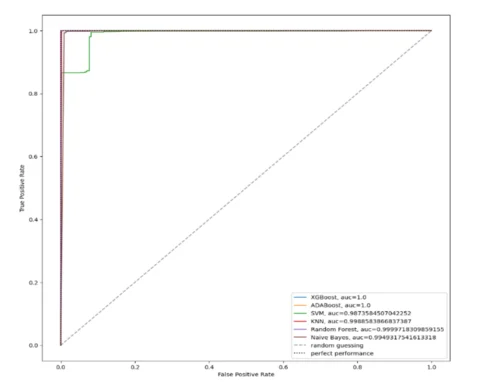 1.0
0.8
0.6
0.4
0.2
0.0
True Positive Rate
0.0 0.2 0.4 0.6 0.8 1.0
False Positive Rate
XGBoost, auc=1.0
ADABoost, auc=1.0
SVM, auc=0.9873584507042252
KNN, auc=0.9988583866837387
Random Forest, auc=0.9999718309859155
Naive Bayes, auc=0.9949317541613318
random guessing
perfect performance